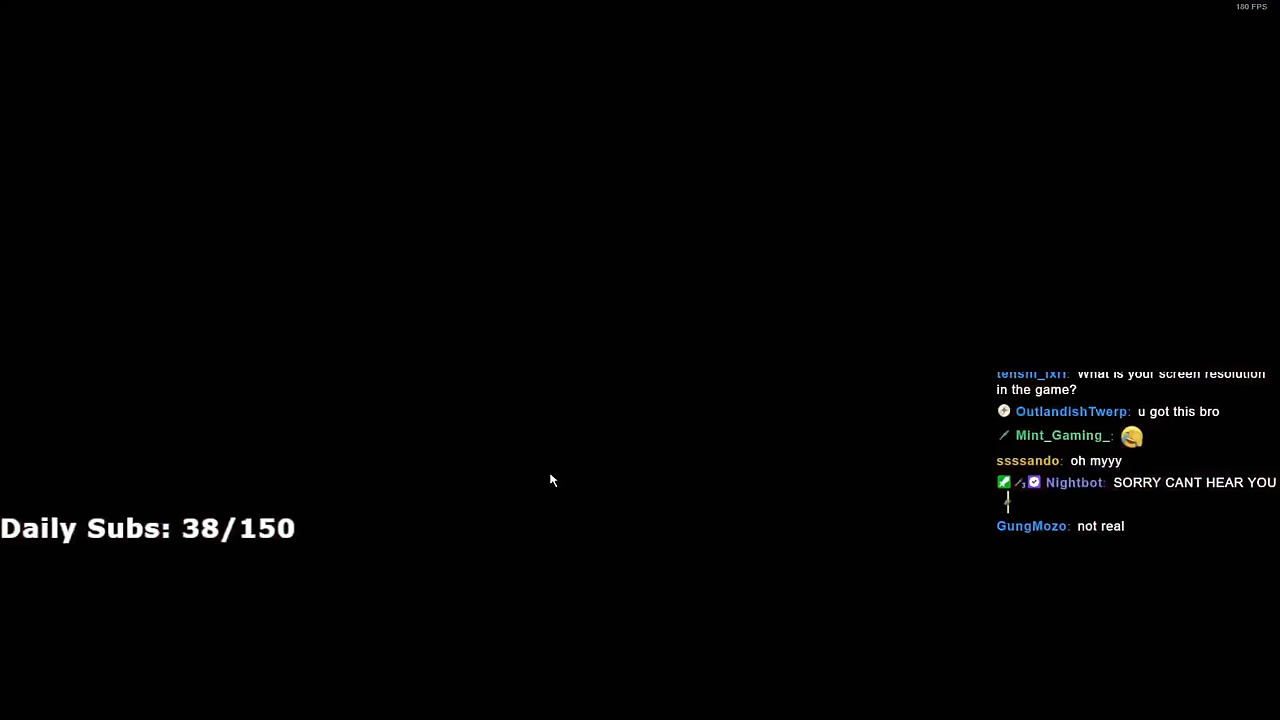 180 FPS
What is your screen resolution
in the game?
OutlandishTwerp: u got this bro
Mint_Gaming_:
ssssando: oh myyy
Nightbot: SORRY CANT HEAR YOU
GungMozo: not real
Daily Subs: 38/150